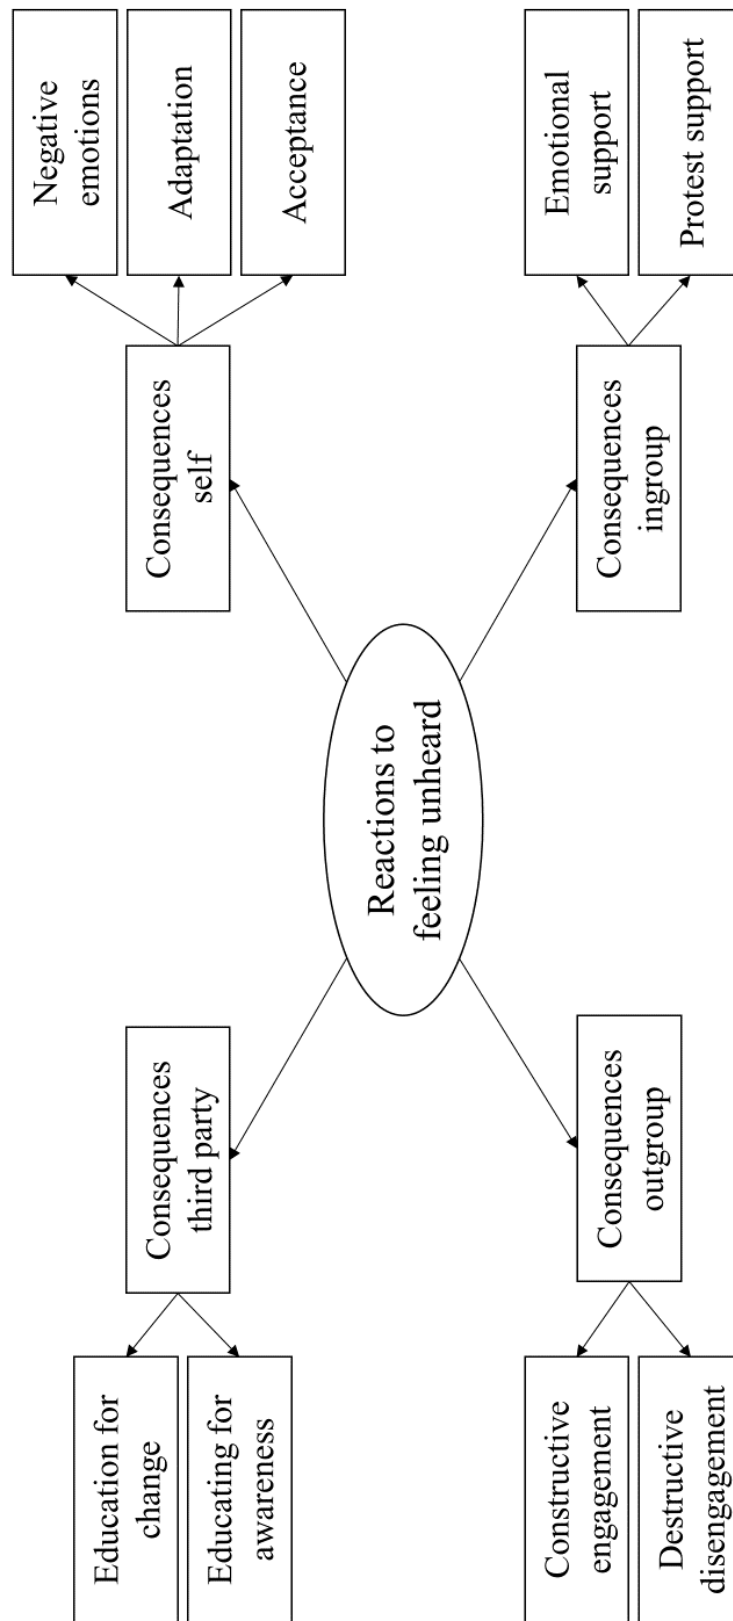 Education for
change
Educating for
awareness
Consequences
third party
Consequences
self
Negative
emotions
Adaptation
Acceptance
Reactions to
feeling unheard
Constructive
engagement
Destructive
disengagement
Consequences
outgroup
Consequences
ingroup
Emotional
support
Protest support